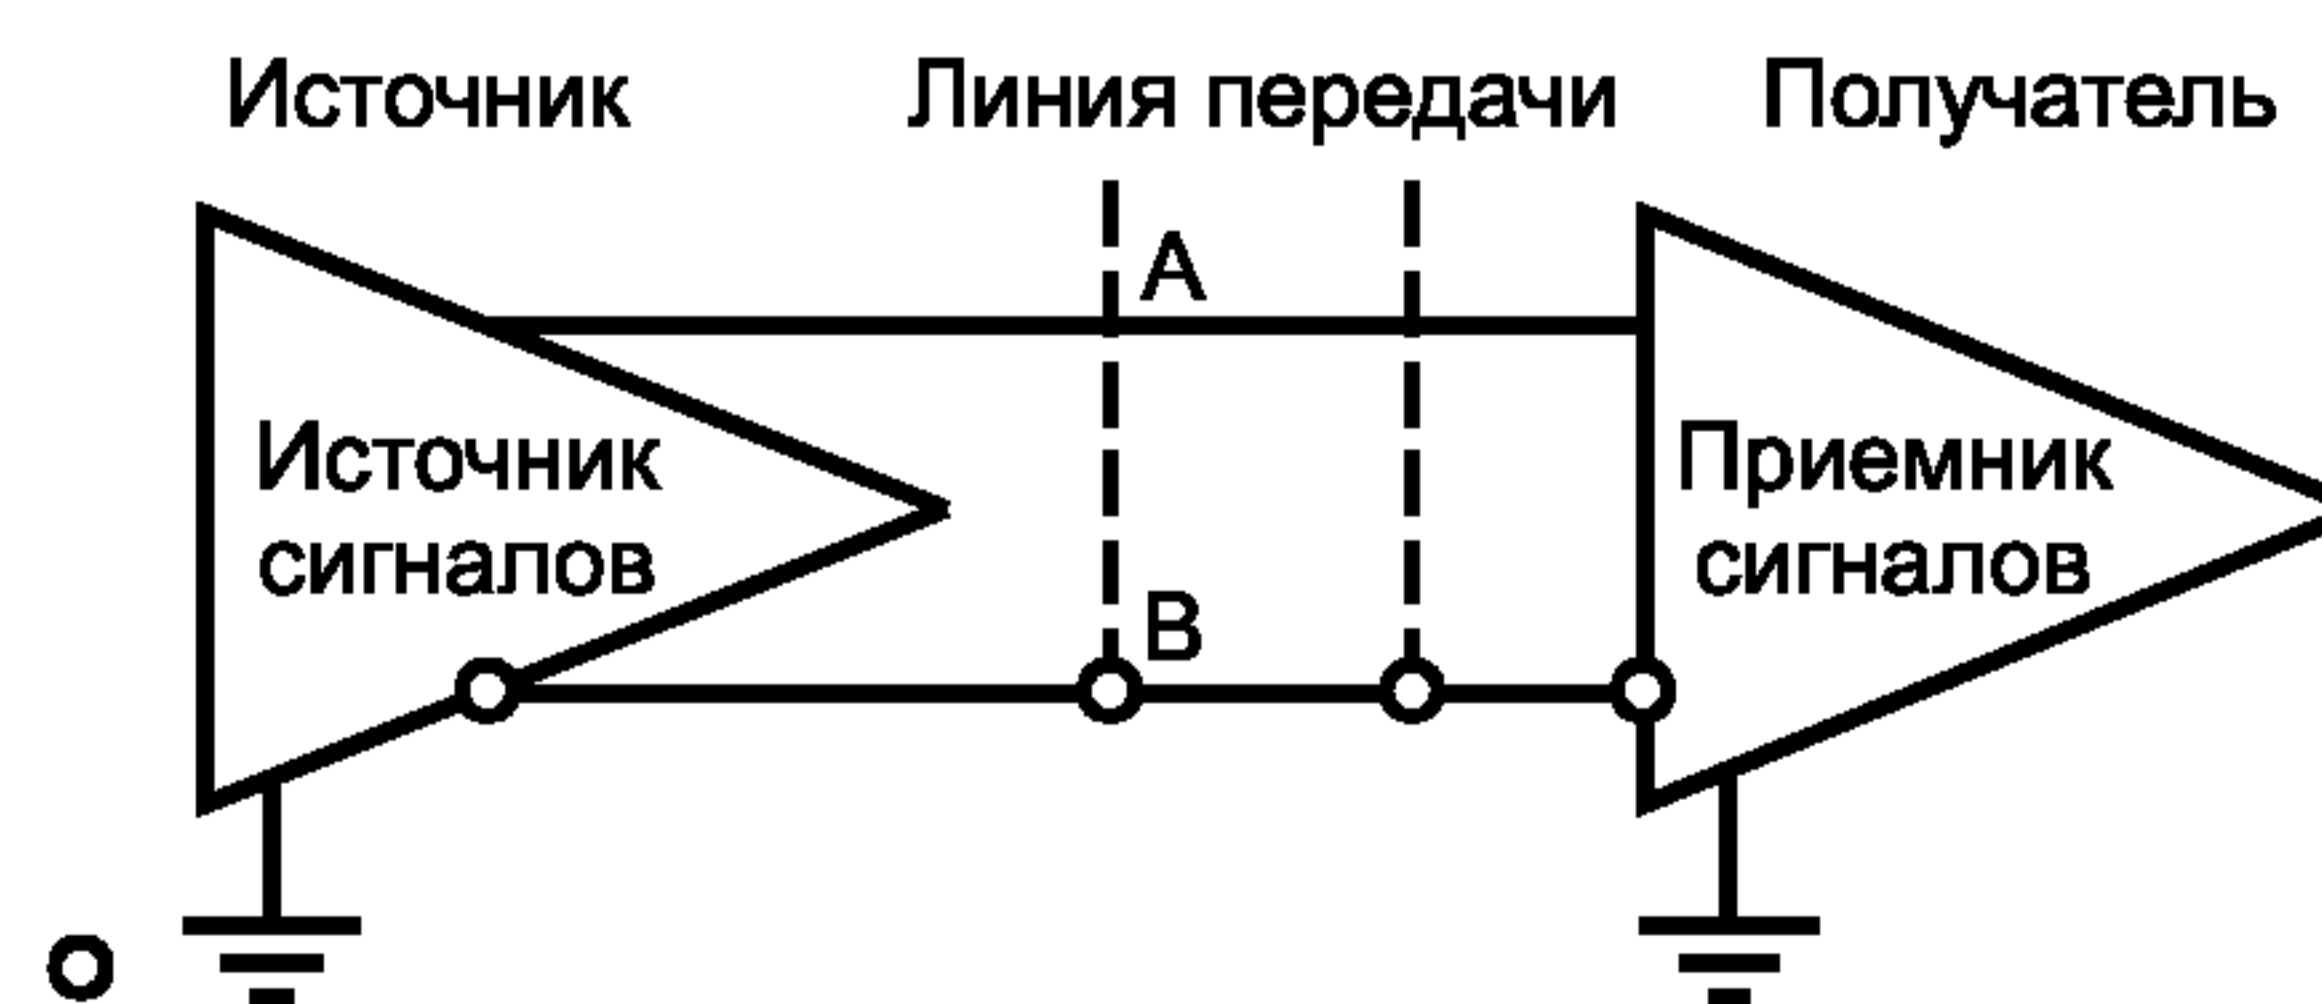 Источник Линия передачи Получатель
A
Источник
сигналов
Приемник
сигналов
B